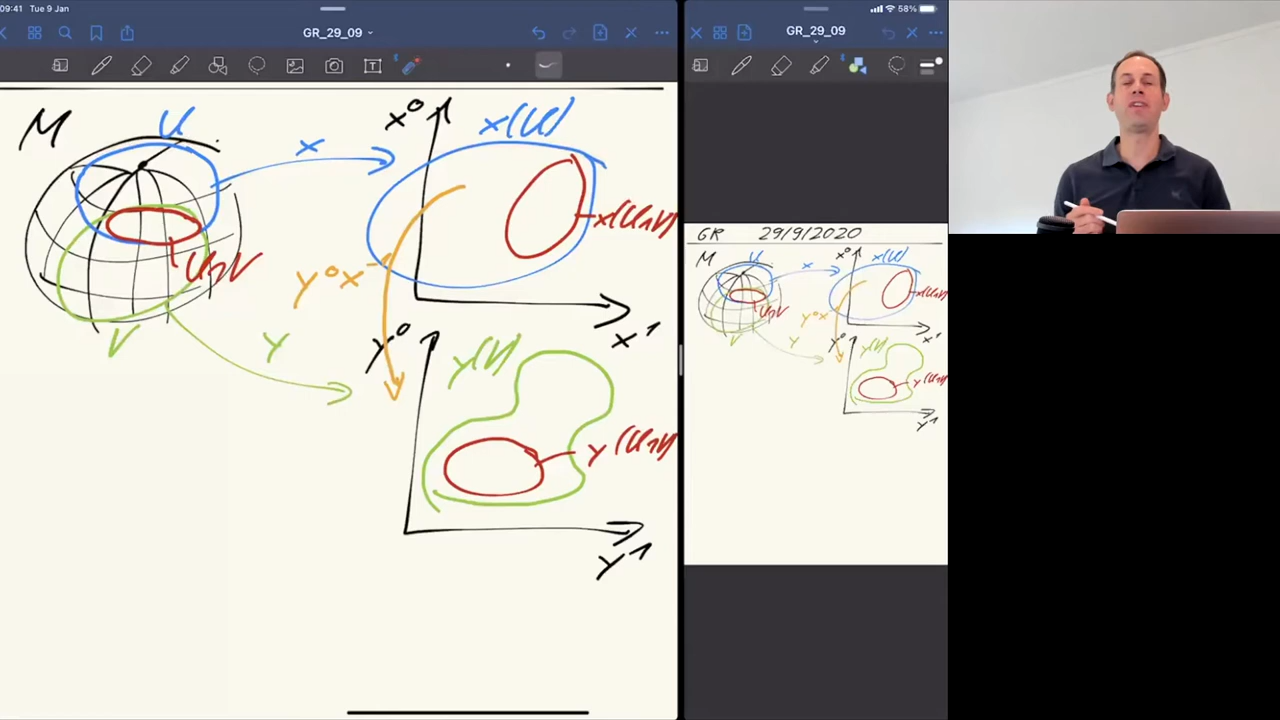 09:41 Tue 9 Jan
GR_29_09
M
U
x
x⁰
x(U)
x(U∩V)
U∩V
y∘x⁻¹
x¹
V
y
y⁰
y(V)
y(U∩V)
y¹
58%
GR_29_09
GR 29/9/2020
M
U
x
x⁰
x(U)
x(U∩V)
U∩V
y∘x⁻
x¹
V
y
y⁰
y(V)
y(U∩V)
y¹